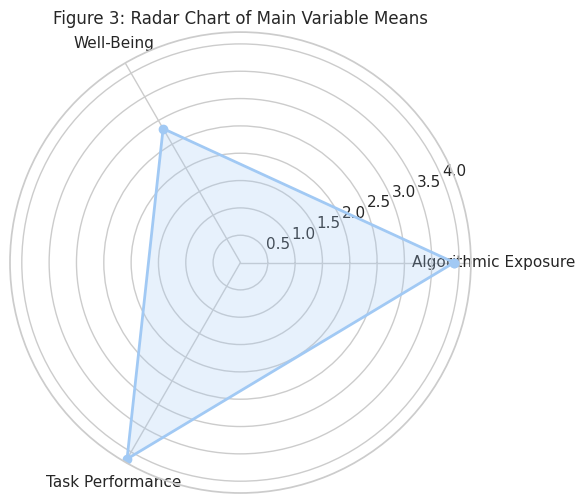 Figure 3: Radar Chart of Main Variable Means
Well-Being
4.0
3.5
3.0
2.5
2.0
1.5
1.0
0.5
Algorithmic Exposure
Task Performance